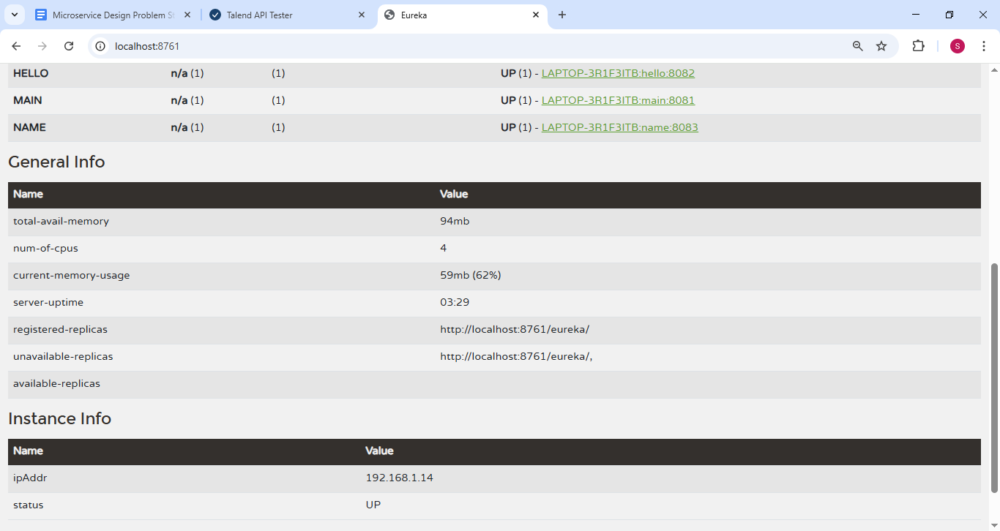 Microservice Design Problem St
Talend API Tester
Eureka
localhost:8761
S
HELLO n/a (1) (1) UP (1) - LAPTOP-3R1F3ITB:hello:8082
MAIN n/a (1) (1) UP (1) - LAPTOP-3R1F3ITB:main:8081
NAME n/a (1) (1) UP (1) - LAPTOP-3R1F3ITB:name:8083
General Info
Name Value
total-avail-memory 94mb
num-of-cpus 4
current-memory-usage 59mb (62%)
server-uptime 03:29
registered-replicas http://localhost:8761/eureka/
unavailable-replicas http://localhost:8761/eureka/,
available-replicas
Instance Info
Name Value
ipAddr 192.168.1.14
status UP